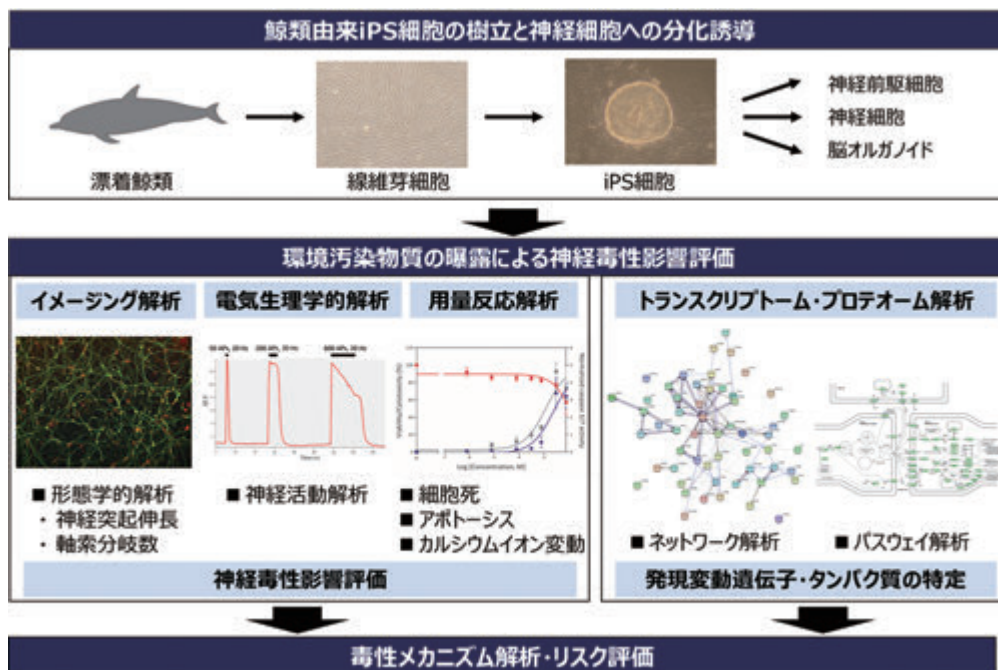 鯨類由来iPS細胞の樹立と神経細胞への分化誘導
神経前駆細胞
神経細胞
脳オルガノイド
漂着鯨類
線維芽細胞
iPS細胞
環境汚染物質の曝露による神経毒性影響評価
イメージング解析
電気生理学的解析
用量反応解析
トランスクリプトーム・プロテオーム解析
Log [Concentration, M]
■ 形態学的解析
・ 神経突起伸長
・ 軸索分岐数
■ 神経活動解析
■ 細胞死
■ アポトーシス
■ カルシウムイオン変動
■ ネットワーク解析
■ パスウェイ解析
神経毒性影響評価
発現変動遺伝子・タンパク質の特定
毒性メカニズム解析・リスク評価